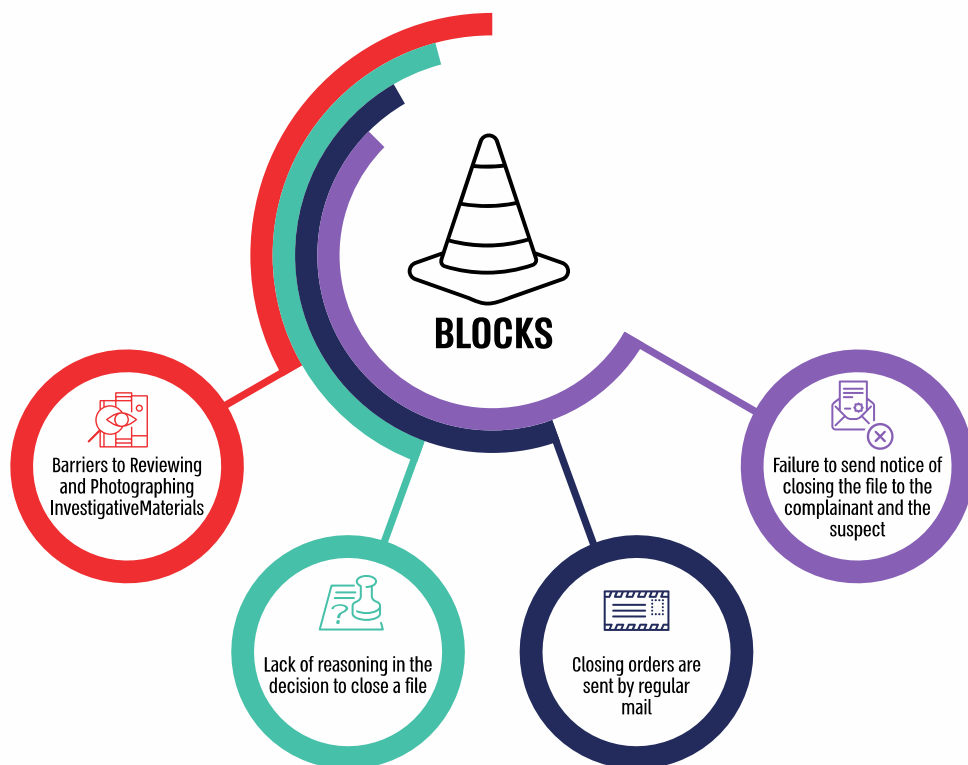 BLOCKS
Barriers to Reviewing
and Photographing
InvestigativeMaterials
Lack of reasoning in the
decision to close a file
Closing orders are
sent by regular
mail
Failure to send notice of
closing the file to the
complainant and the
suspect